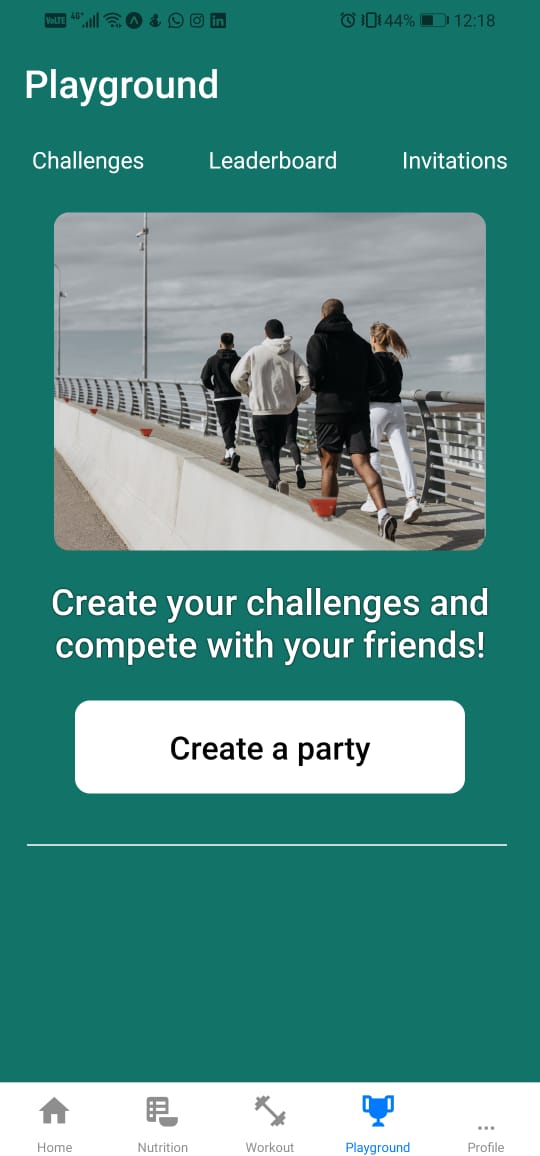 VoLTE 4G 44% 12:18
Playground
Challenges Leaderboard Invitations
Create your challenges and
compete with your friends!
Create a party
Home Nutrition Workout Playground Profile